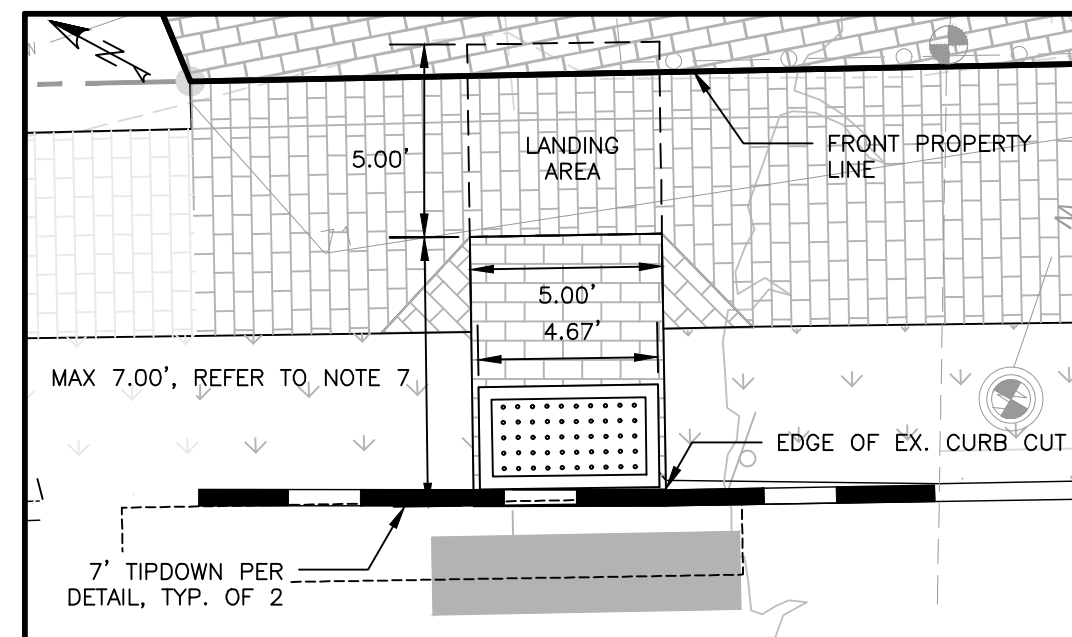 N
5.00'
LANDING
AREA
FRONT PROPERTY
LINE
5.00'
4.67'
MAX 7.00', REFER TO NOTE 7
EDGE OF EX. CURB CUT
7' TIPDOWN PER
DETAIL, TYP. OF 2